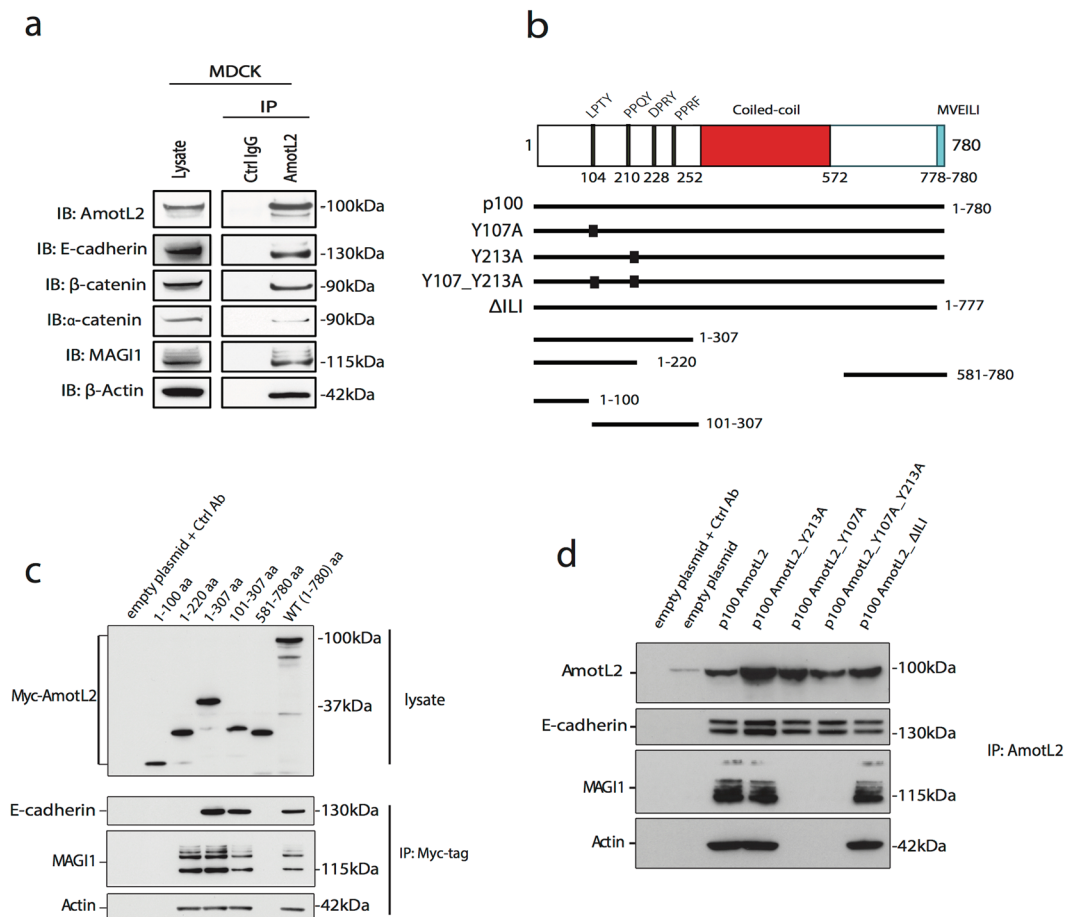 a
MDCK
IP
Lysate
Ctrl IgG
AmotL2
IB: AmotL2
-100kDa
IB: E-cadherin
-130kDa
IB: β-catenin
-90kDa
IB:α-catenin
-90kDa
IB: MAGI1
-115kDa
IB: β-Actin
-42kDa
b
LPTY
PPQY
DPRY
PPRF
Coiled-coil
MVEILI
1
780
104
210
228
252
572
778-780
p100
1-780
Y107A
Y213A
Y107_Y213A
ΔILI
1-777
1-307
1-220
581-780
1-100
101-307
c
empty plasmid + Ctrl Ab
1-100 aa
1-220 aa
1-307 aa
101-307 aa
581-780 aa
WT (1-780) aa
Myc-AmotL2
-100kDa
-37kDa
lysate
E-cadherin
-130kDa
MAGI1
-115kDa
IP: Myc-tag
Actin
-42kDa
d
empty plasmid + Ctrl Ab
empty plasmid
p100 AmotL2
p100 AmotL2_Y213A
p100 AmotL2_Y107A
p100 AmotL2_Y107A_Y213A
p100 AmotL2_ΔILI
AmotL2
-100kDa
E-cadherin
-130kDa
IP: AmotL2
MAGI1
-115kDa
Actin
-42kDa